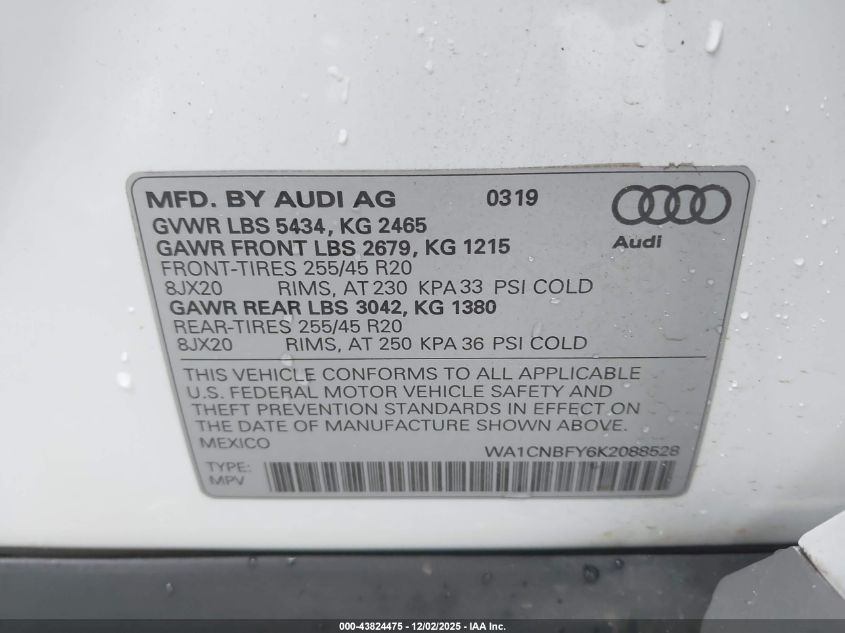 MFD. BY AUDI AG 0319
Audi
GVWR LBS 5434, KG 2465
GAWR FRONT LBS 2679, KG 1215
FRONT-TIRES 255/45 R20
8JX20 RIMS, AT 230 KPA 33 PSI COLD
GAWR REAR LBS 3042, KG 1380
REAR-TIRES 255/45 R20
8JX20 RIMS, AT 250 KPA 36 PSI COLD
THIS VEHICLE CONFORMS TO ALL APPLICABLE
U.S. FEDERAL MOTOR VEHICLE SAFETY AND
THEFT PREVENTION STANDARDS IN EFFECT ON
THE DATE OF MANUFACTURE SHOWN ABOVE.
MEXICO WA1CNBFY6K2088528
TYPE:
MPV
000-43824475 - 12/02/2025 - IAA Inc.